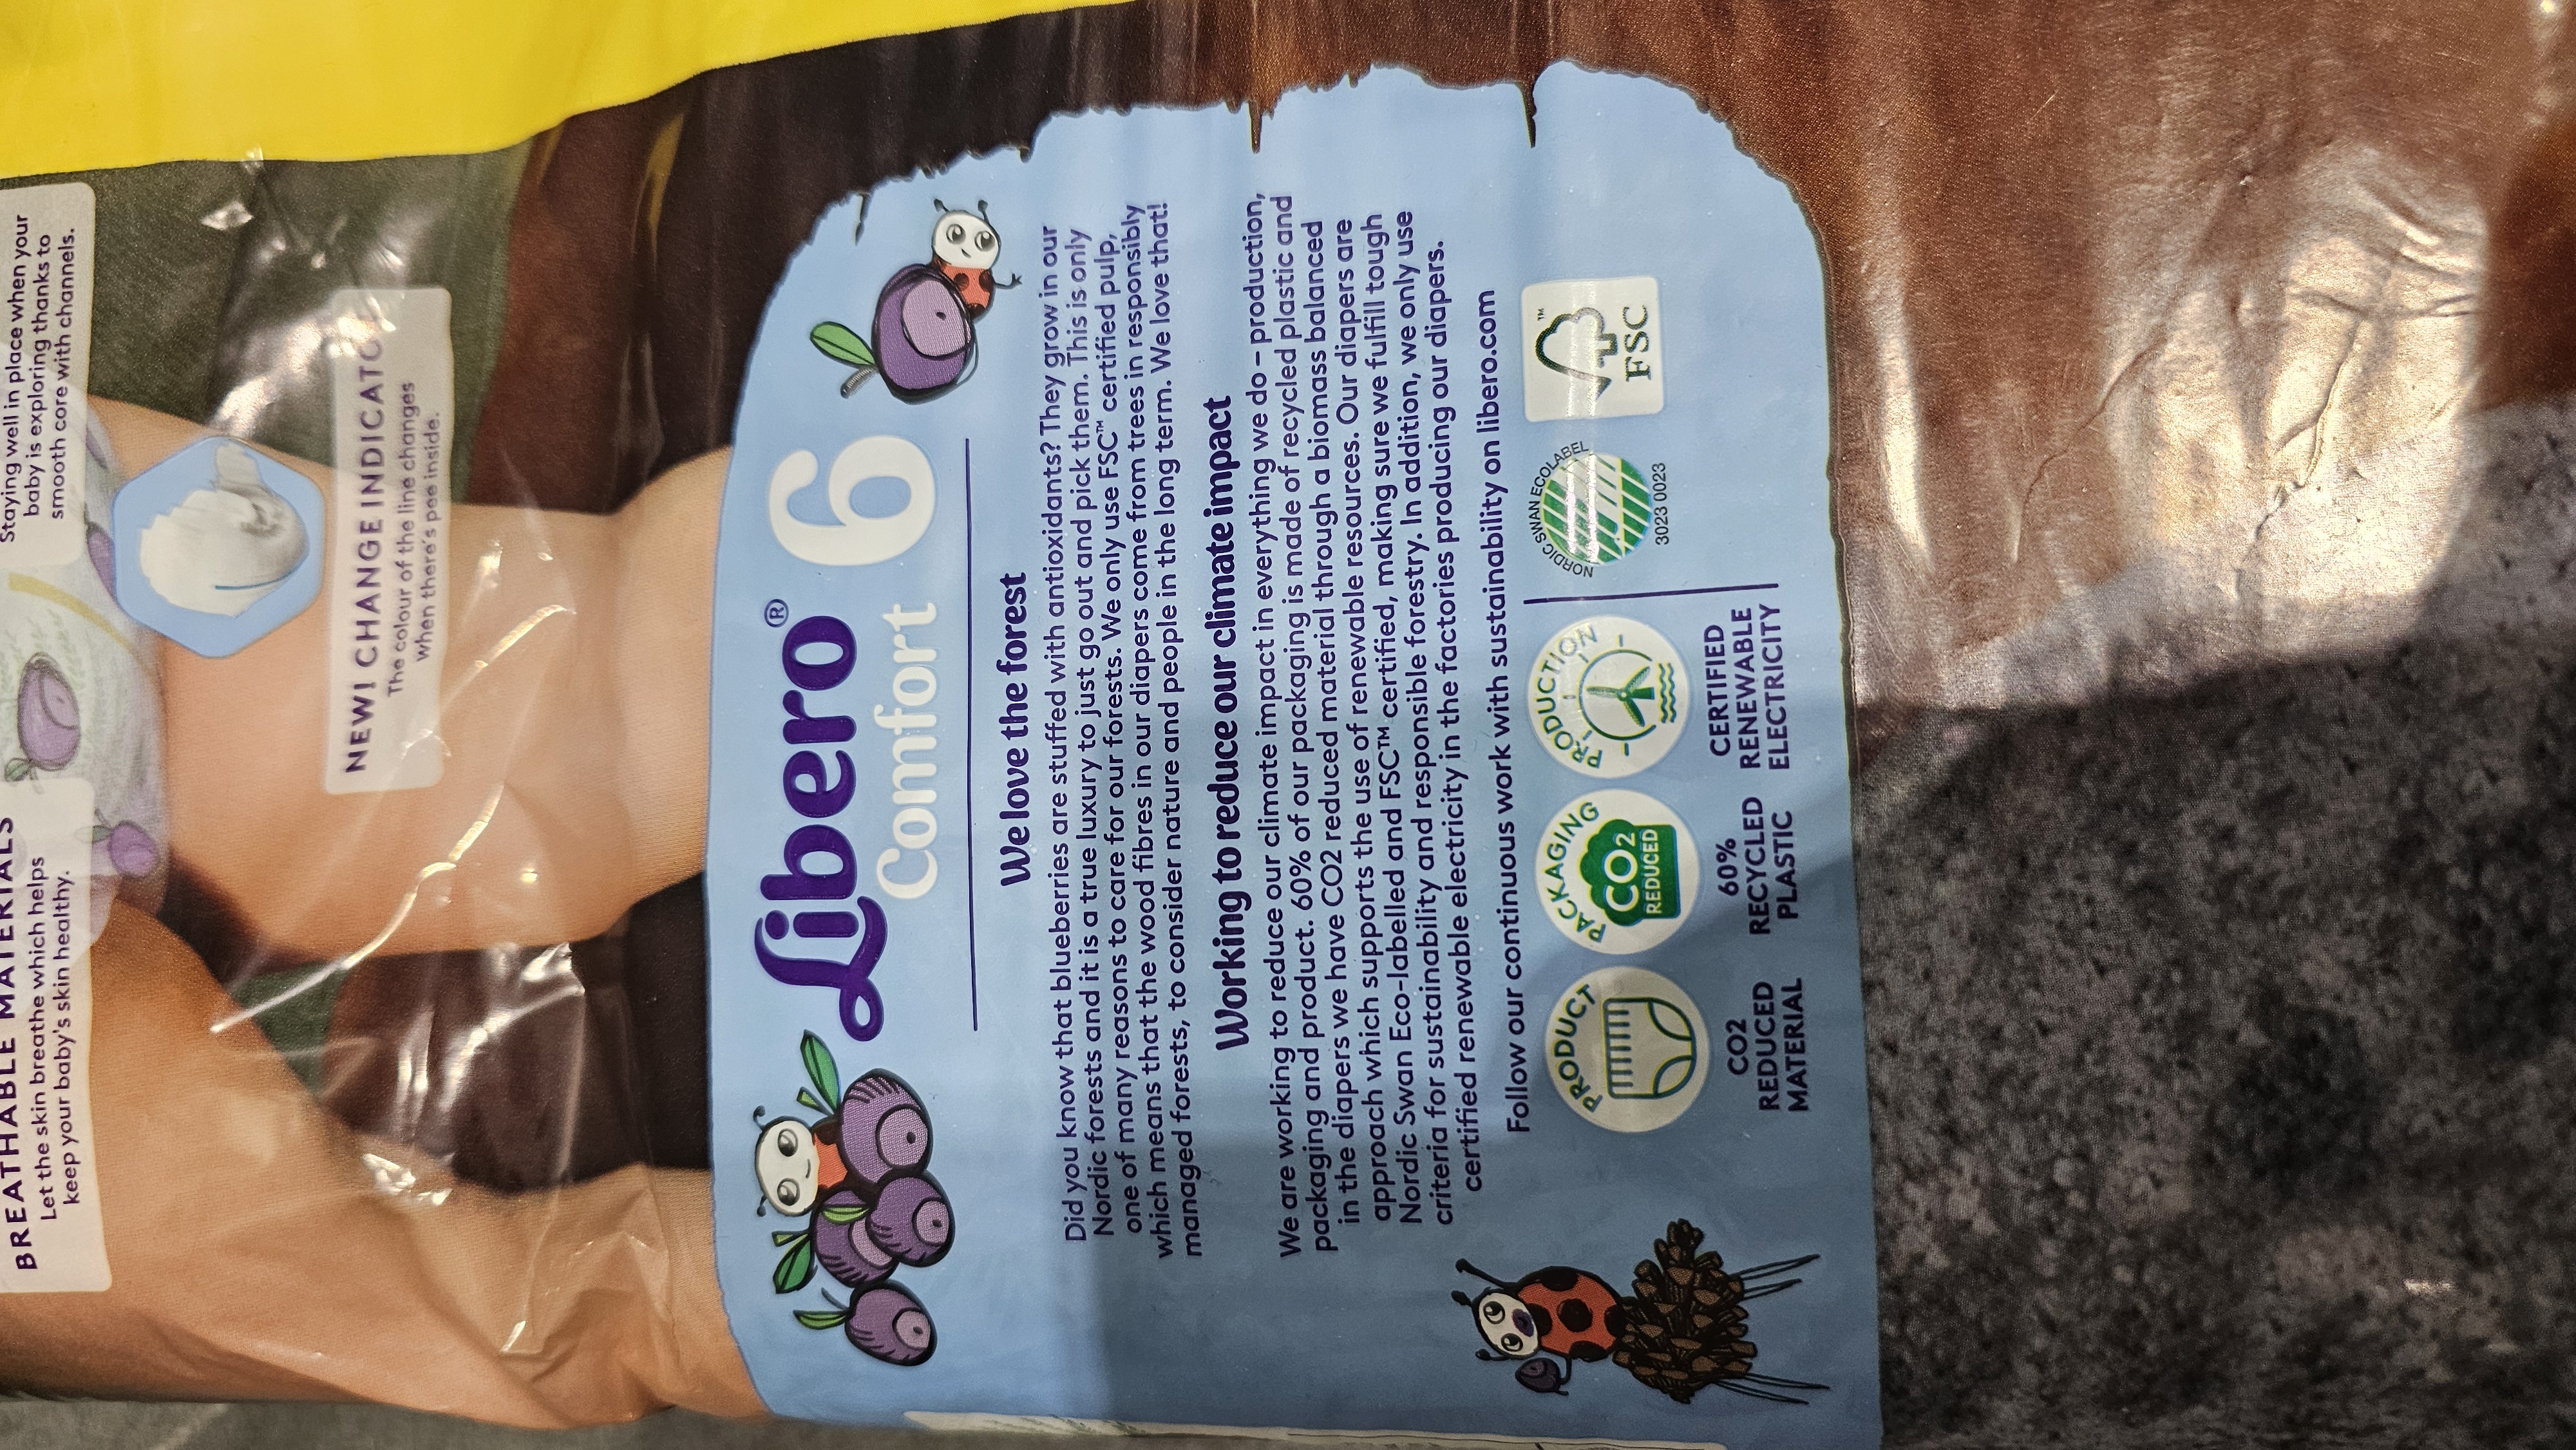 Staying well in place when your
baby is exploring thanks to
smooth core with channels.
BREATHABLE MATERIALS
Let the skin breathe which helps
keep your baby's skin healthy.
NEW! CHANGE INDICATO
The colour of the line changes
when there's pee inside.
Libero®
Comfort 6
We love the forest
Did you know that blueberries are stuffed with antioxidants? They grow in our
Nordic forests and it is a true luxury to just go out and pick them. This is only
one of many reasons to care for our forests. We only use FSC™ certified pulp,
which means that the wood fibres in our diapers come from trees in responsibly
managed forests, to consider nature and people in the long term. We love that!
Working to reduce our climate impact
We are working to reduce our climate impact in everything we do – production,
packaging and product. 60% of our packaging is made of recycled plastic and
in the diapers we have CO2 reduced material through a biomass balanced
approach which supports the use of renewable resources. Our diapers are
Nordic Swan Eco-labelled and FSC™ certified, making sure we fulfill tough
criteria for sustainability and responsible forestry. In addition, we only use
certified renewable electricity in the factories producing our diapers.
Follow our continuous work with sustainability on libero.com
PRODUCT
CO2
REDUCED
MATERIAL
PACKAGING
CO2
REDUCED
60%
RECYCLED
PLASTIC
PRODUCTION
CERTIFIED
RENEWABLE
ELECTRICITY
NORDIC SWAN ECOLABEL
3023 0023
™
FSC